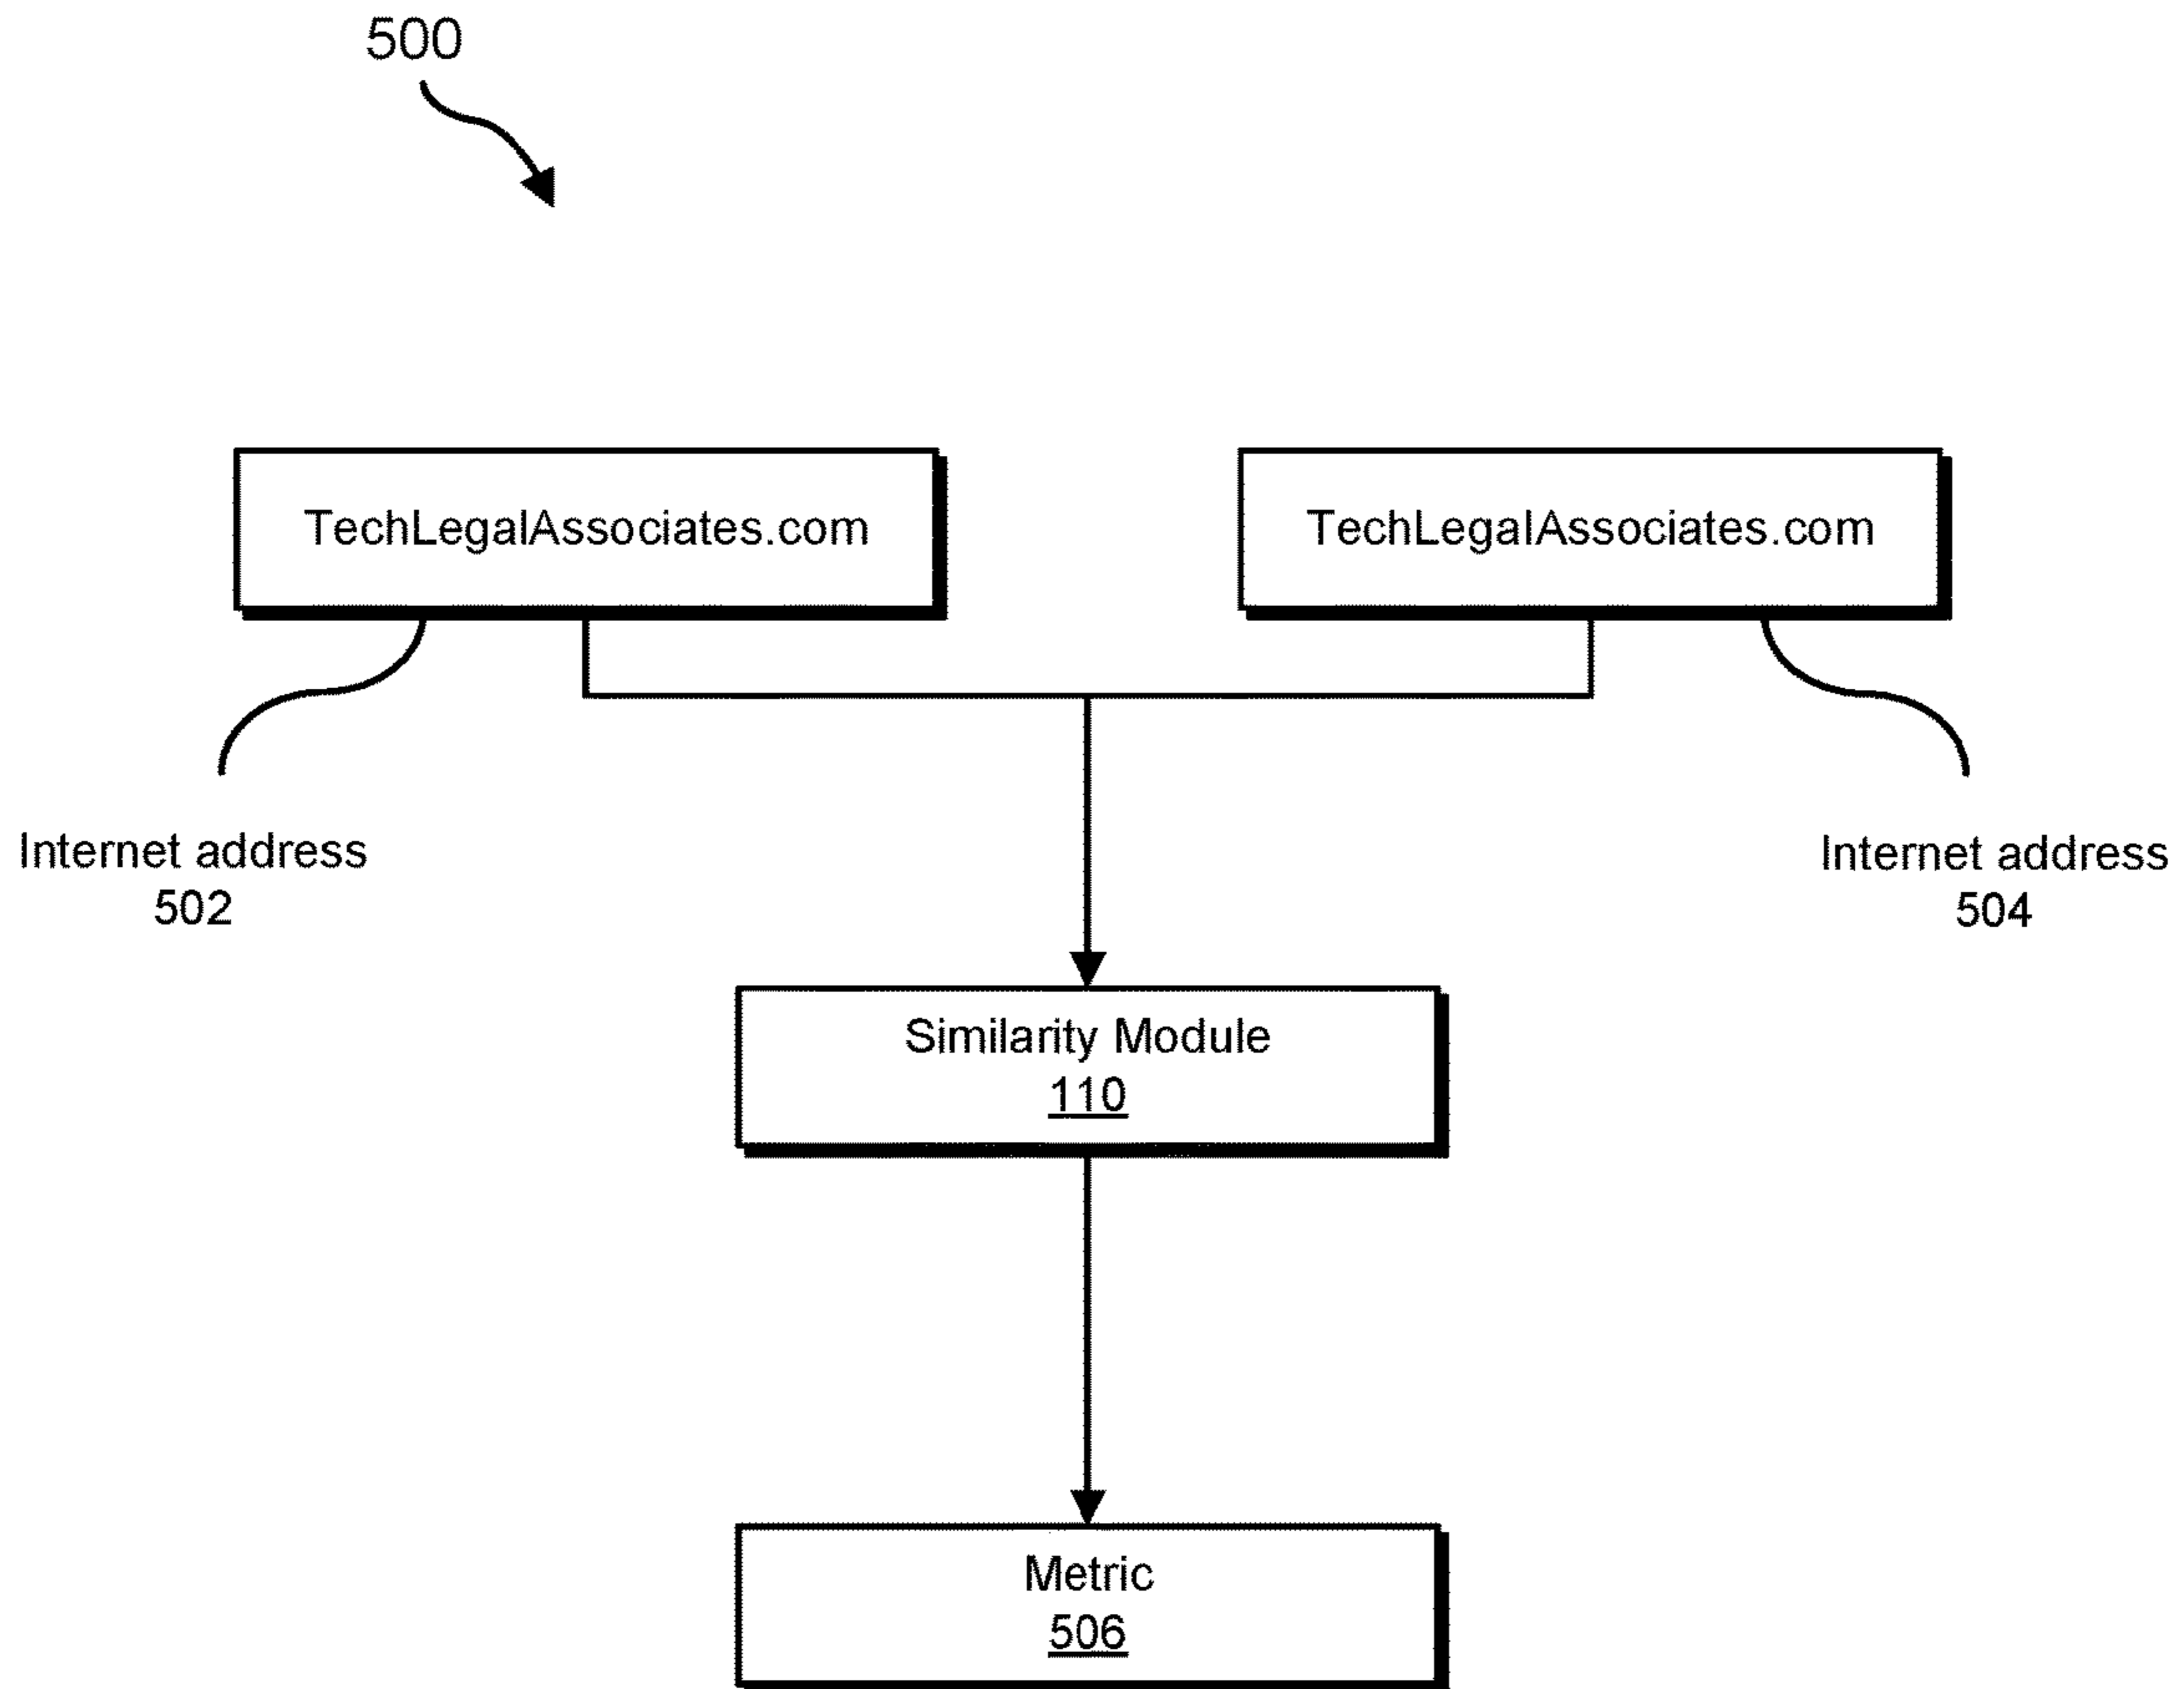 500
TechLegalAssociates.com
TechLegalAssociates.com
Internet address
502
Internet address
504
Similarity Module
110
Metric
506